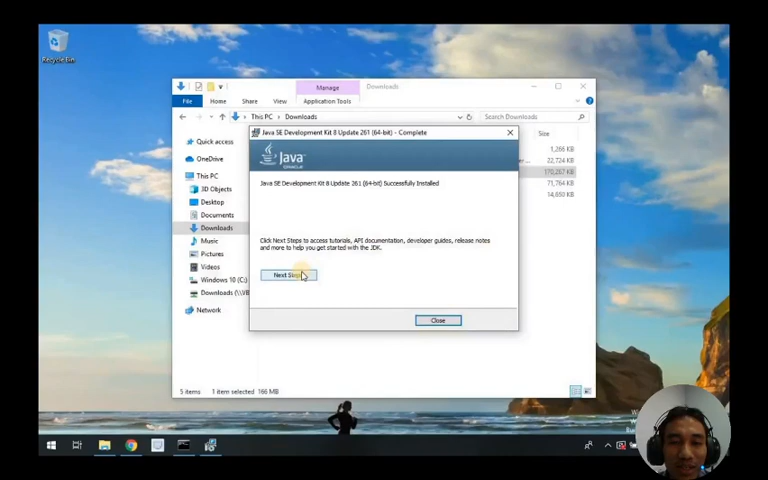 Recycle Bin
Manage
Downloads
File
Home
Share
View
Application Tools
This PC
Downloads
Search Downloads
Size
Quick access
OneDrive
This PC
3D Objects
Desktop
Documents
Downloads
Music
Pictures
Videos
Windows 10 (C:)
Downloads (\\VB
Network
1,266 KB
22,724 KB
170,267 KB
71,764 KB
14,650 KB
Java SE Development Kit 8 Update 261 (64-bit) - Complete
Java
ORACLE
Java SE Development Kit 8 Update 261 (64-bit) Successfully Installed
Click Next Steps to access tutorials, API documentation, developer guides, release notes
and more to help you get started with the JDK.
Next Steps
Close
5 items
1 item selected
166 MB